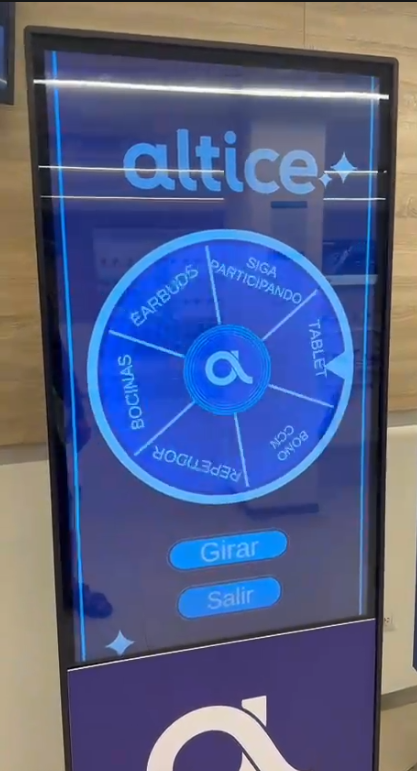 altice
SIGA
PARTICIPANDO
TABLET
BONO
CCN
REPETIDOR
BOCINAS
EARBUDS
a
Girar
Salir
a